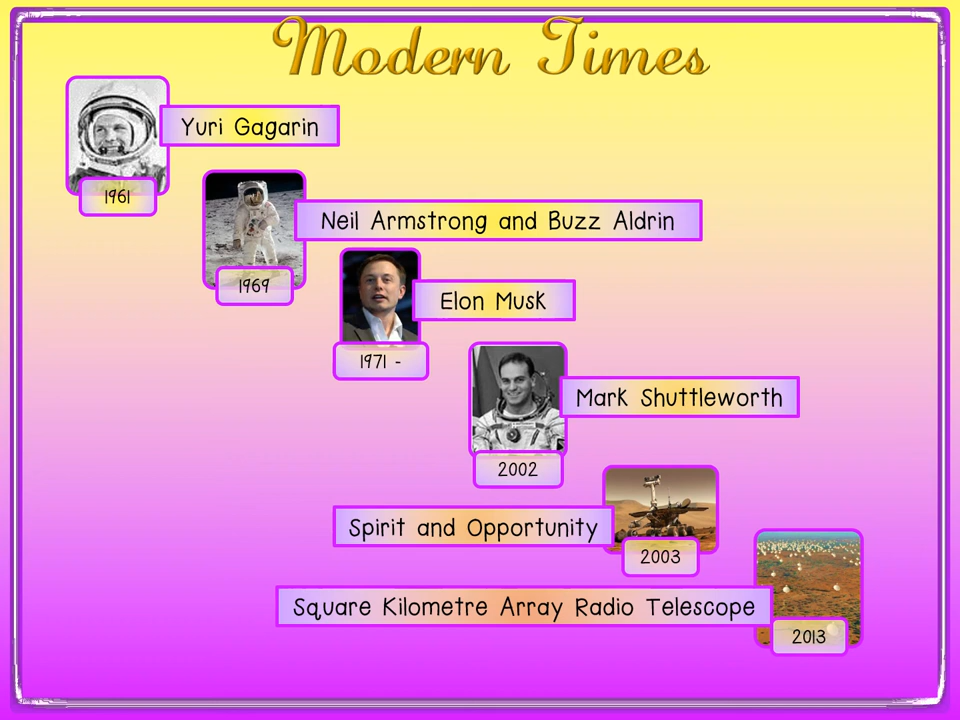 Modern Times
Yuri Gagarin
1961
Neil Armstrong and Buzz Aldrin
1969
Elon Musk
1971 -
Mark Shuttleworth
2002
Spirit and Opportunity
2003
Square Kilometre Array Radio Telescope
2013